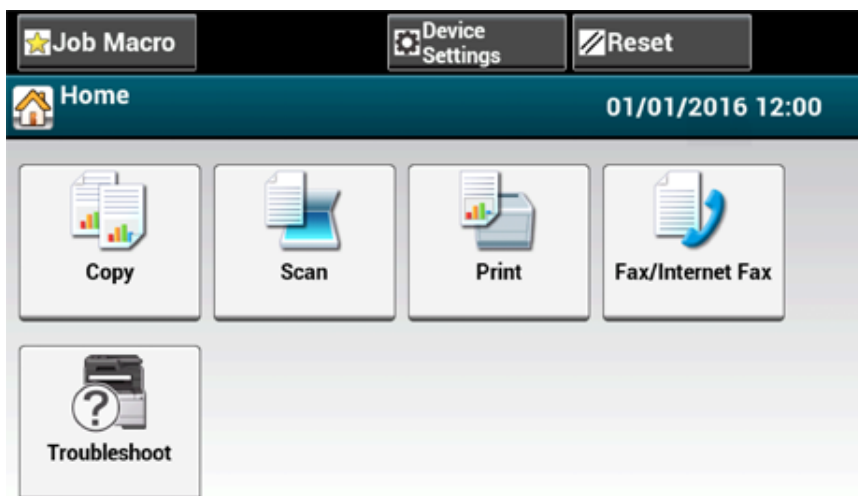 Job Macro
Device
Settings
Reset
Home
01/01/2016 12:00
Copy
Scan
Print
Fax/Internet Fax
?
Troubleshoot